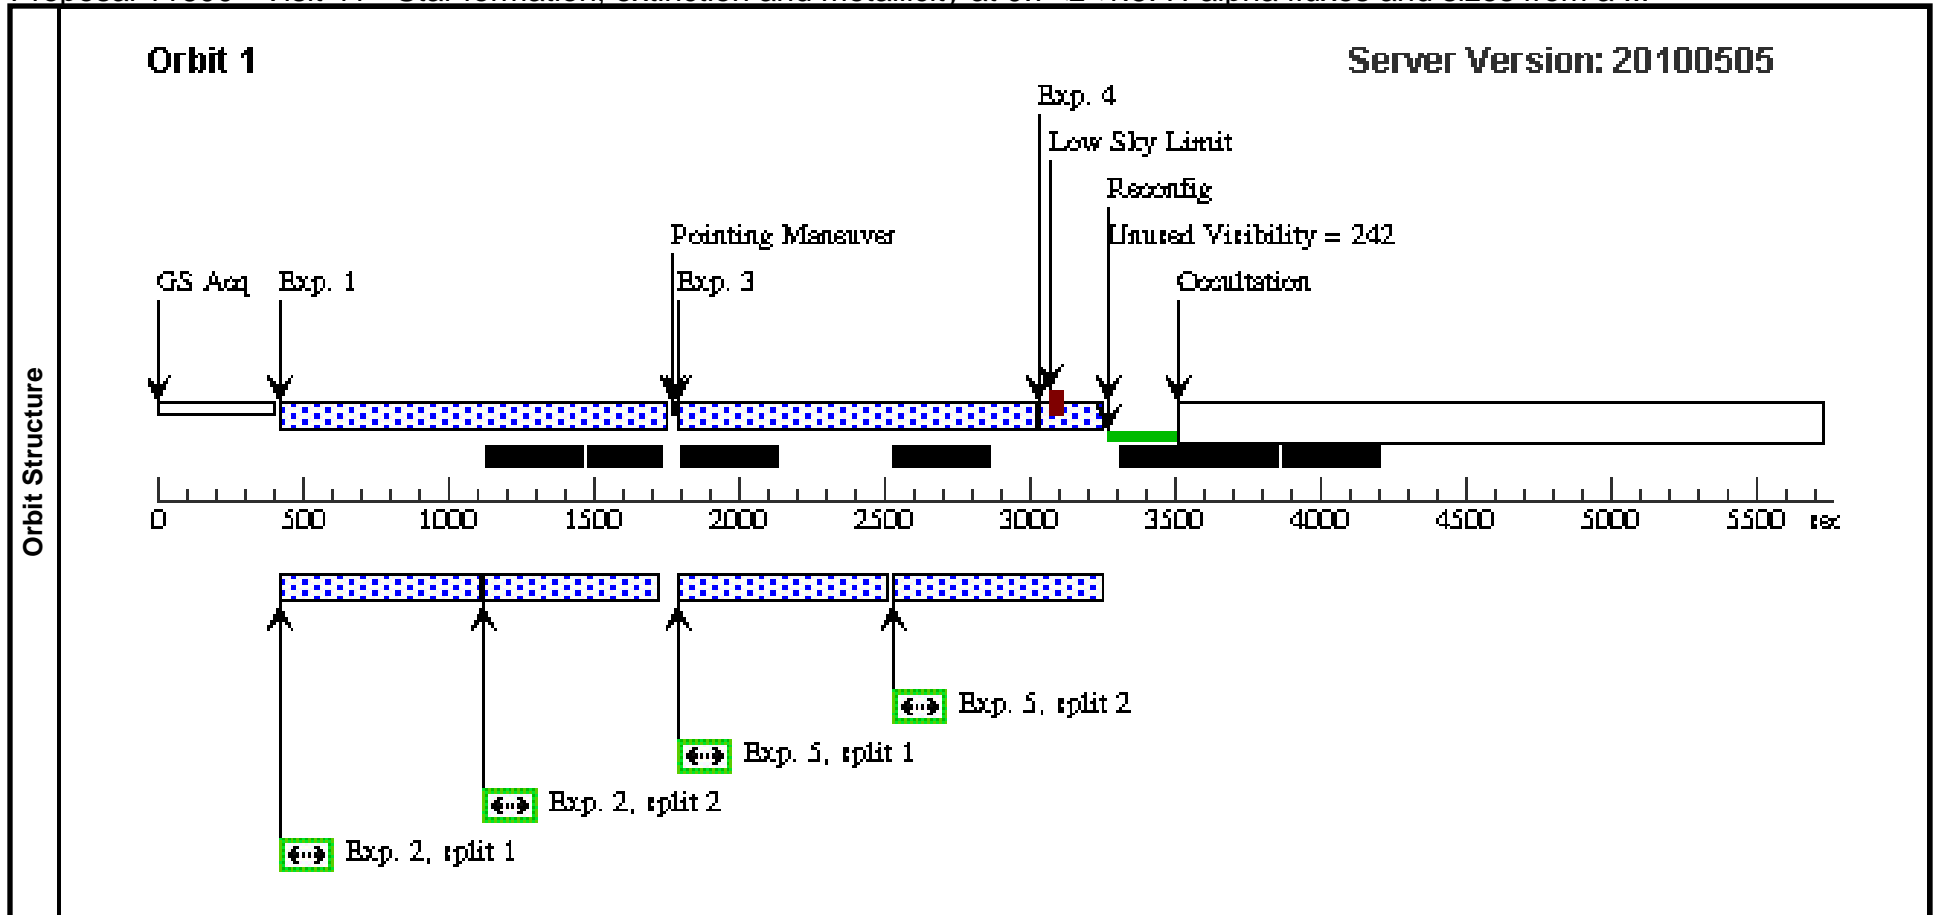 Orbit 1
Server Version: 20100505
Exp. 4
Low Sky Limit
Reconfig
Pointing Maneuver
Unused Visibility = 242
GS Acq
Exp. 1
Exp. 3
Occultation
Orbit Structure
0 500 1000 1500 2000 2500 3000 3500 4000 4500 5000 5500 sec
Exp. 5, split 2
Exp. 5, split 1
Exp. 2, split 2
Exp. 2, split 1